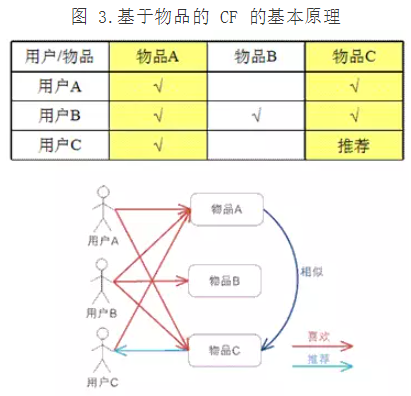 图 3.基于物品的 CF 的基本原理
用户/物品 物品A 物品B 物品C
用户A √ √
用户B √ √ √
用户C √ 推荐
物品A
用户A
相似
物品B
用户B
喜欢
物品C
推荐
用户C